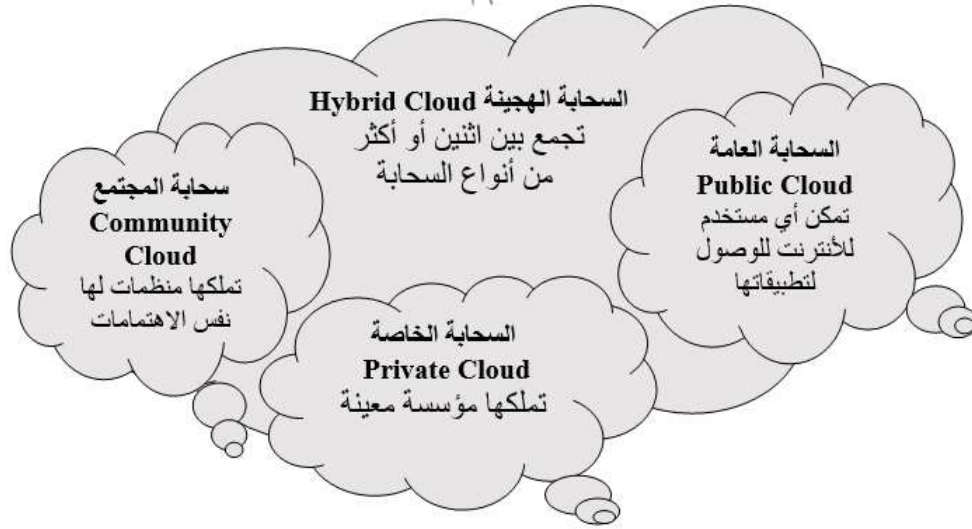 السحابة الهجينة Hybrid Cloud
تجمع بين اثنين أو أكثر
من أنواع السحابة
السحابة العامة
Public Cloud
تمكن أي مستخدم
للأنترنت للوصول
لتطبيقاتها
سحابة المجتمع
Community
Cloud
تملكها منظمات لها
نفس الاهتمامات
السحابة الخاصة
Private Cloud
تملكها مؤسسة معينة